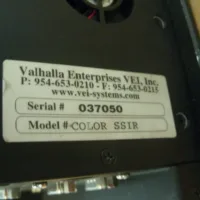 Valhalla Enterprises VEI, Inc.
P: 954-653-0210 - F: 954-653-0215
www.vei-systems.com
Serial # 037050
Model # COLOR SSIR